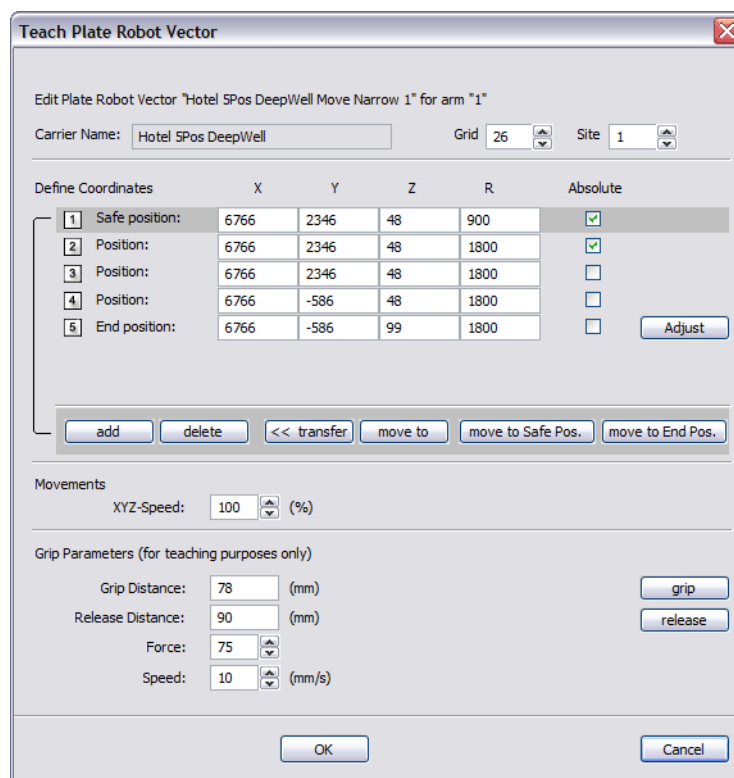 Teach Plate Robot Vector
Edit Plate Robot Vector "Hotel 5Pos DeepWell Move Narrow 1" for arm "1"
Carrier Name: Hotel 5Pos DeepWell Grid 26 Site 1
Define Coordinates X Y Z R Absolute
1 Safe position: 6766 2346 48 900
2 Position: 6766 2346 48 1800
3 Position: 6766 2346 48 1800
4 Position: 6766 -586 48 1800
5 End position: 6766 -586 99 1800 Adjust
add delete << transfer move to move to Safe Pos. move to End Pos.
Movements
XYZ-Speed: 100 (%)
Grip Parameters (for teaching purposes only)
Grip Distance: 78 (mm) grip
Release Distance: 90 (mm) release
Force: 75
Speed: 10 (mm/s)
OK Cancel